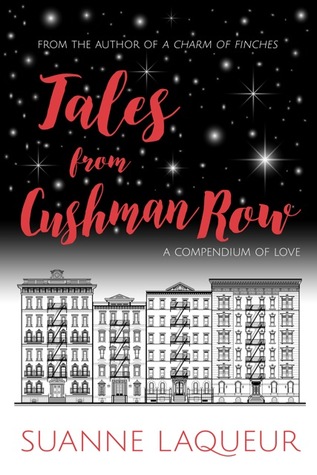 FROM THE AUTHOR OF A CHARM OF FINCHES
Tales
from
Cushman Row
A COMPENDIUM OF LOVE
SUANNE LAQUEUR